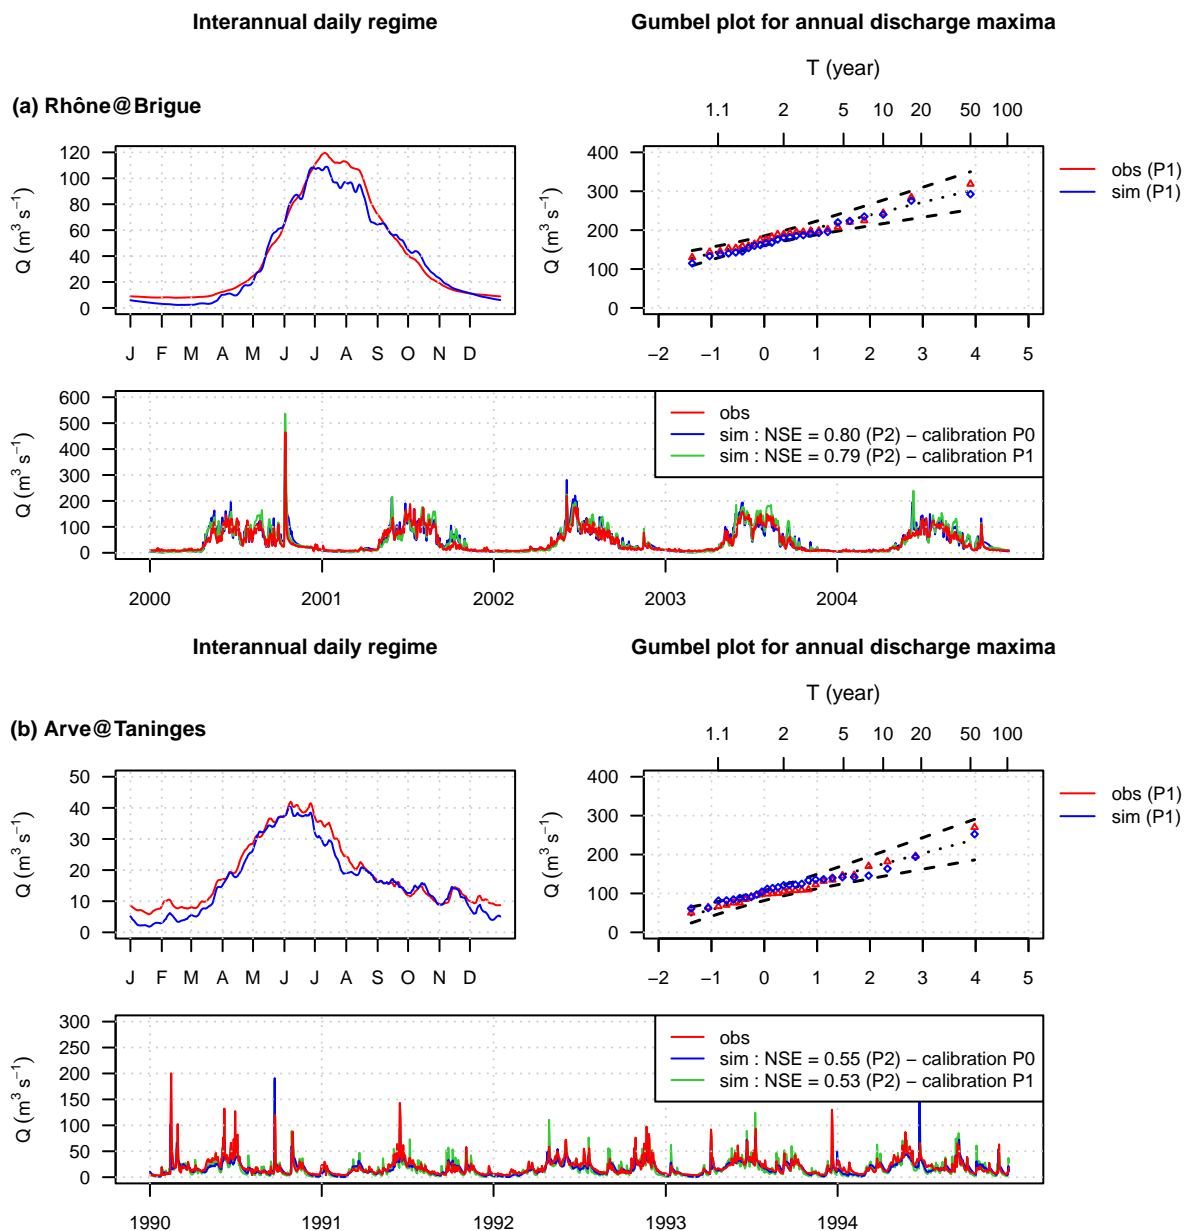 Interannual daily regime
Gumbel plot for annual discharge maxima
T (year)
(a) Rhône@Brigue
1.1 2 5 10 20 50 100
Q (m³ s⁻¹)
120
100
80
60
40
20
0
J F M A M J J A S O N D
Q (m³ s⁻¹)
400
300
200
100
0
−2 −1 0 1 2 3 4 5
obs (P1)
sim (P1)
Q (m³ s⁻¹)
600
500
400
300
200
100
0
obs
sim : NSE = 0.80 (P2) − calibration P0
sim : NSE = 0.79 (P2) − calibration P1
2000 2001 2002 2003 2004
Interannual daily regime
Gumbel plot for annual discharge maxima
T (year)
(b) Arve@Taninges
1.1 2 5 10 20 50 100
Q (m³ s⁻¹)
50
40
30
20
10
0
J F M A M J J A S O N D
Q (m³ s⁻¹)
400
300
200
100
0
−2 −1 0 1 2 3 4 5
obs (P1)
sim (P1)
Q (m³ s⁻¹)
300
250
200
150
100
50
0
obs
sim : NSE = 0.55 (P2) − calibration P0
sim : NSE = 0.53 (P2) − calibration P1
1990 1991 1992 1993 1994